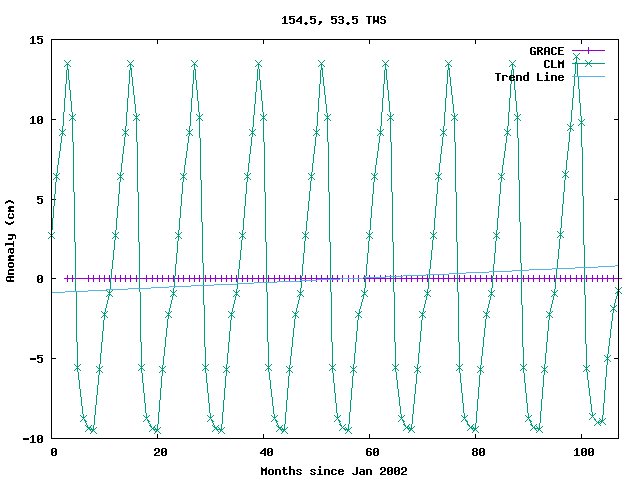 154.5, 53.5 TWS
GRACE
CLM
Trend Line
15
10
5
0
-5
-10
Anomaly (cm)
0 20 40 60 80 100
Months since Jan 2002